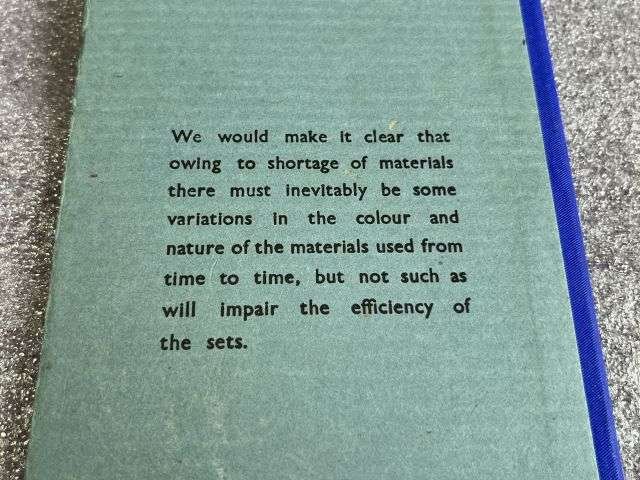 We would make it clear that
owing to shortage of materials
there must inevitably be some
variations in the colour and
nature of the materials used from
time to time, but not such as
will impair the efficiency of
the sets.